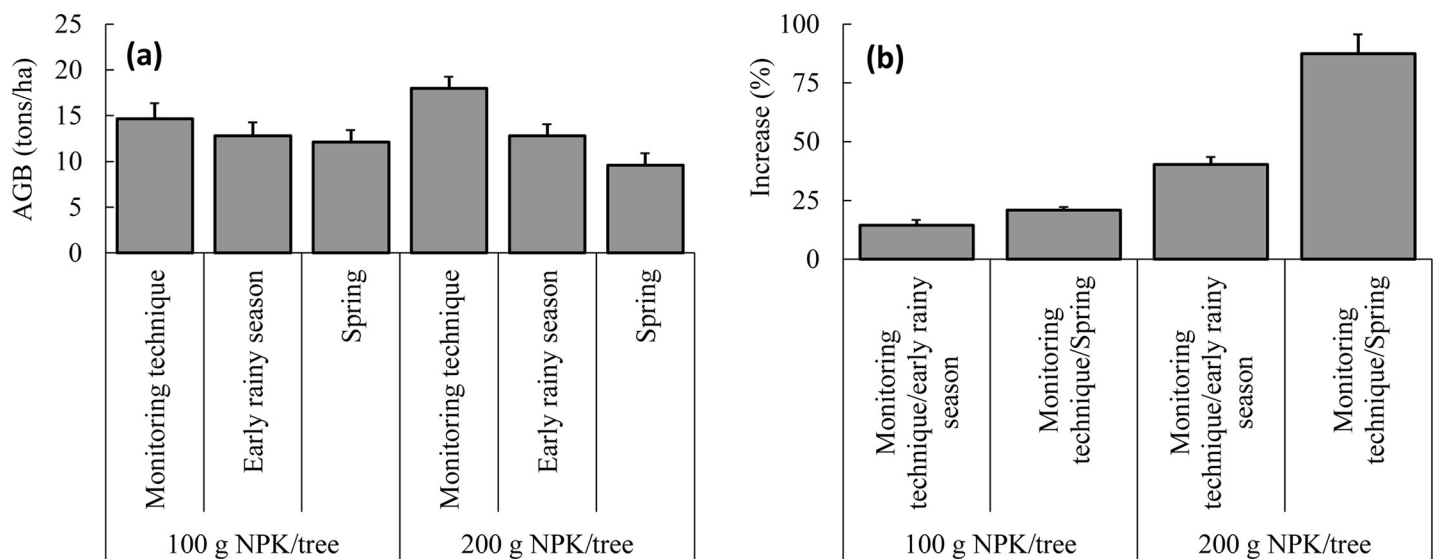 (a)
AGB (tons/ha)
25
20
15
10
5
0
Monitoring technique
Early rainy season
Spring
Monitoring technique
Early rainy season
Spring
100 g NPK/tree
200 g NPK/tree
(b)
Increase (%)
100
75
50
25
0
Monitoring
technique/early rainy
season
Monitoring
technique/Spring
Monitoring
technique/early rainy
season
Monitoring
technique/Spring
100 g NPK/tree
200 g NPK/tree